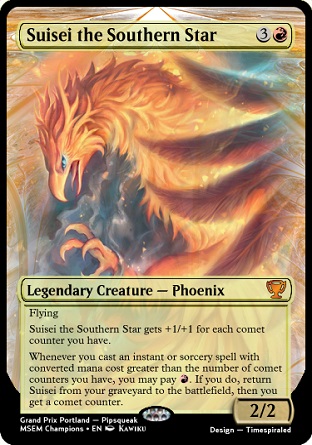 Suisei the Southern Star 3
Legendary Creature — Phoenix
Flying
Suisei the Southern Star gets +1/+1 for each comet
counter you have.
Whenever you cast an instant or sorcery spell with
converted mana cost greater than the number of comet
counters you have, you may pay . If you do, return
Suisei from your graveyard to the battlefield, then you
get a comet counter.
2/2
Grand Prix Portland — Pipsqueak
MSEM Champions • EN Kawiku
Design — Timespiraled